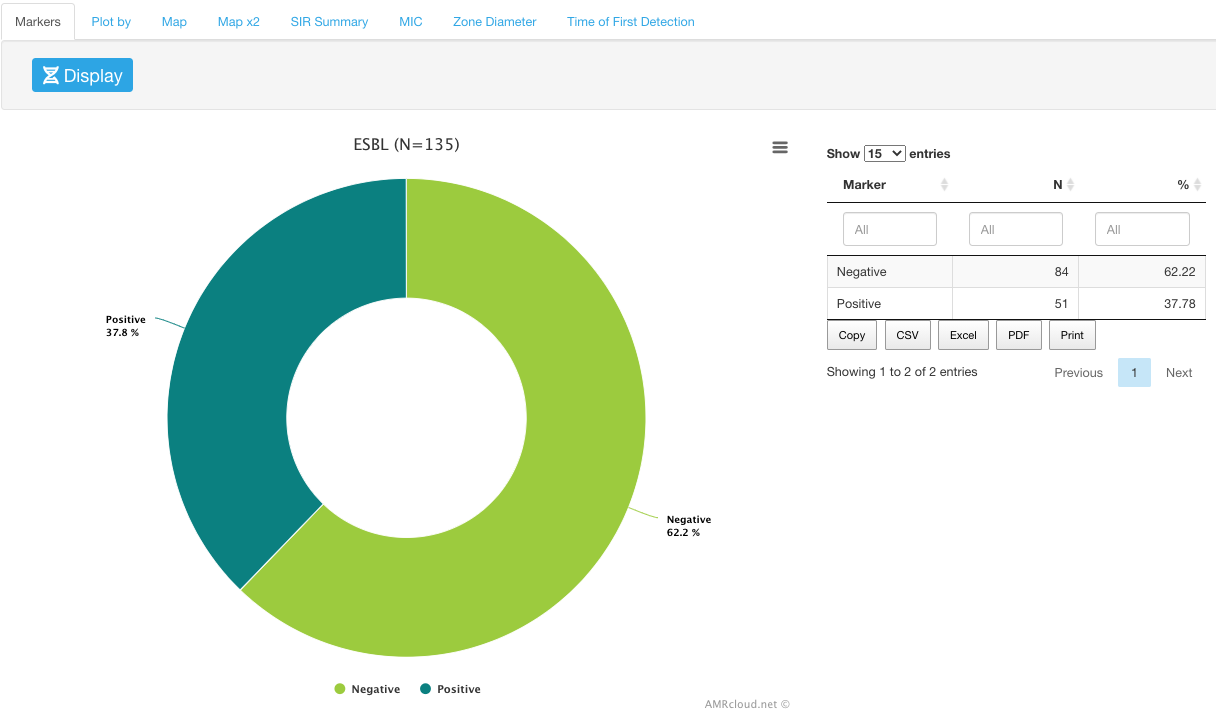 Markers Plot by Map Map x2 SIR Summary MIC Zone Diameter Time of First Detection
Display
ESBL (N=135)
Positive
37.8 %
Negative
62.2 %
Negative Positive
AMRcloud.net ©
Show 15 entries
Marker N %
All All All
Negative 84 62.22
Positive 51 37.78
Copy CSV Excel PDF Print
Showing 1 to 2 of 2 entries Previous 1 Next